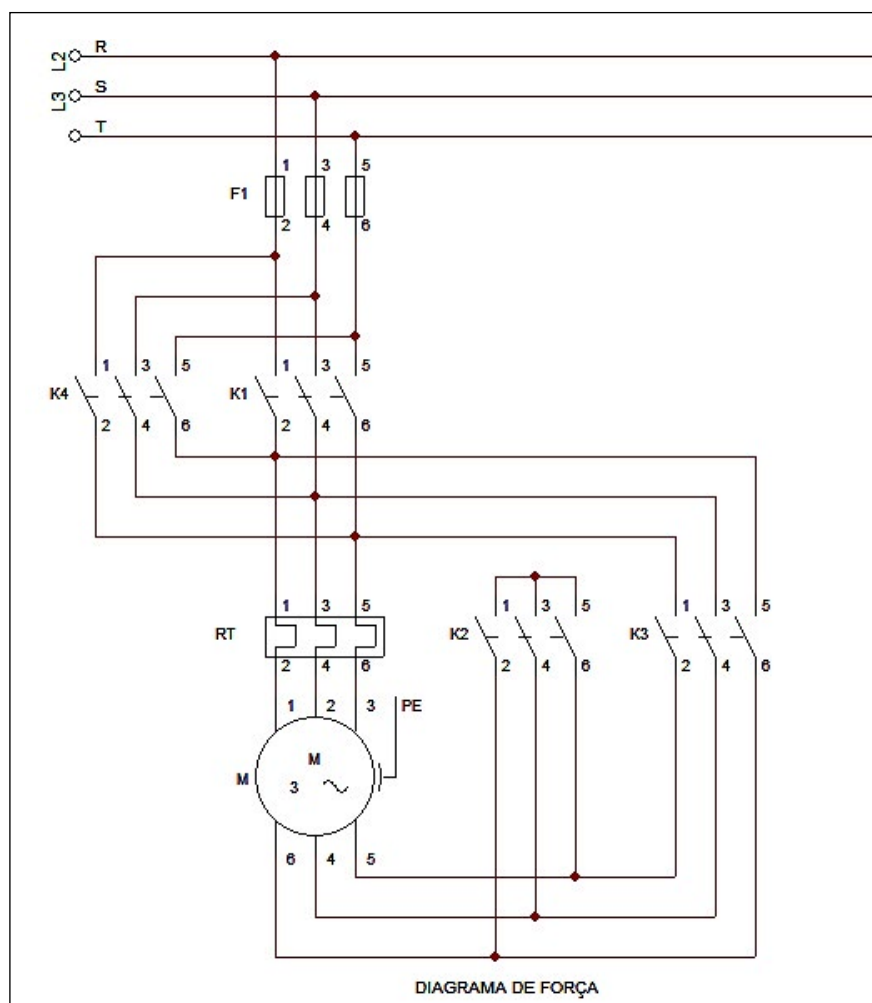 L2 R
L3 S
T
1 3 5
F1
2 4 6
1 3 5 1 3 5
K4 K1
2 4 6 2 4 6
1 3 5 1 3 5 1 3 5
RT K2 K3
2 4 6 2 4 6 2 4 6
1 2 3 PE
M
M
3
6 4 5
DIAGRAMA DE FORÇA